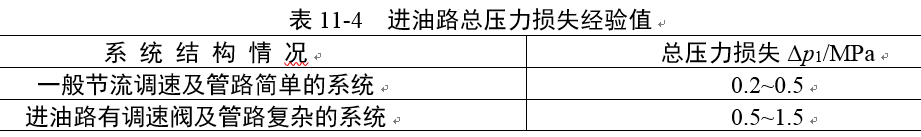 表 11-4 进油路总压力损失经验值
系 统 结 构 情 况 总压力损失 Δp1/MPa
一般节流调速及管路简单的系统 0.2~0.5
进油路有调速阀及管路复杂的系统 0.5~1.5